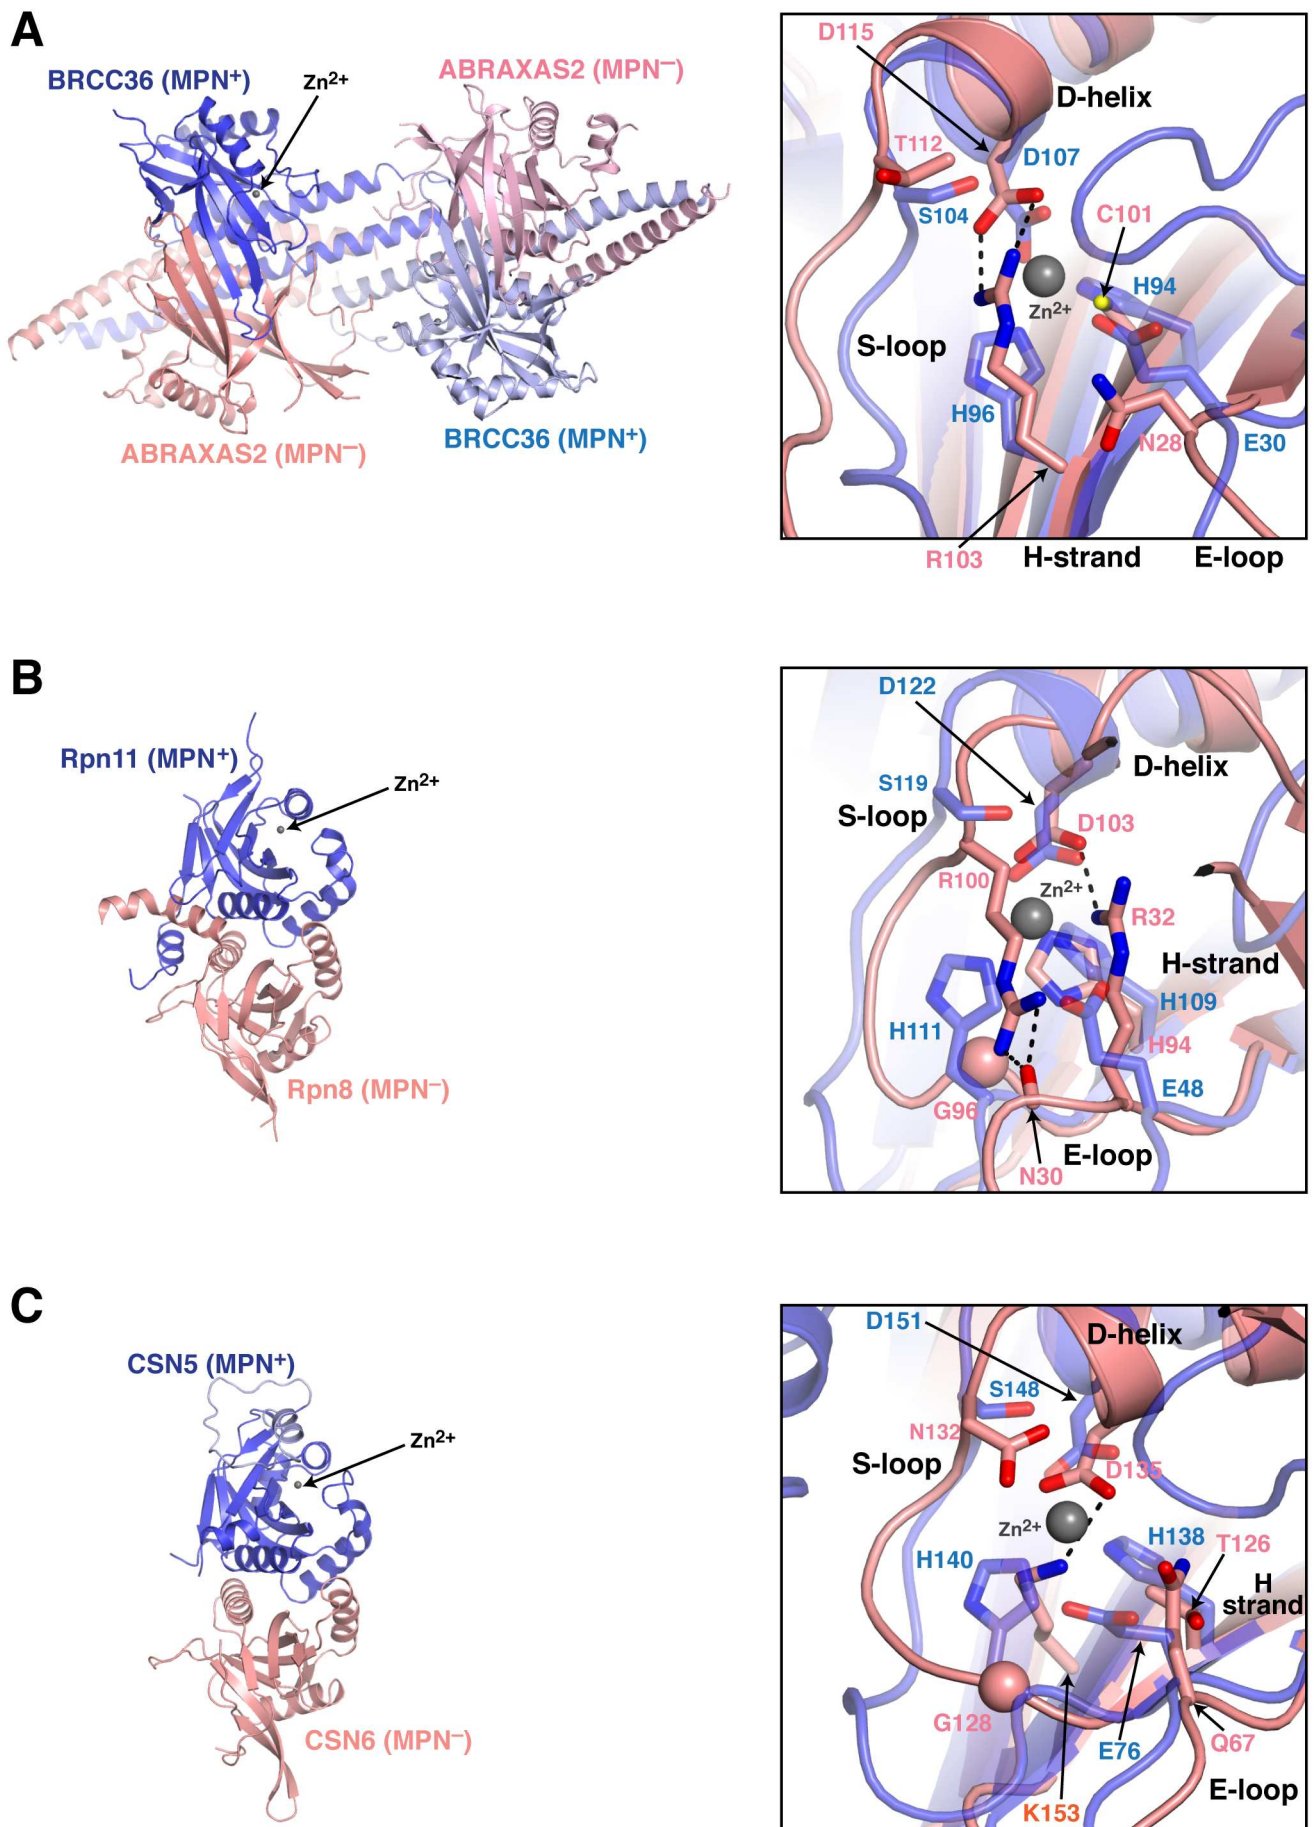 A
BRCC36 (MPN⁺)
Zn²⁺
ABRAXAS2 (MPN⁻)
ABRAXAS2 (MPN⁻)
BRCC36 (MPN⁺)
D115
D-helix
T112
D107
S104
C101
H94
Zn²⁺
S-loop
H96
N28
E30
R103
H-strand
E-loop
B
Rpn11 (MPN⁺)
Zn²⁺
Rpn8 (MPN⁻)
D122
D-helix
S119
S-loop
D103
R100
Zn²⁺
R32
H-strand
H109
H111
H94
E48
G96
E-loop
N30
C
CSN5 (MPN⁺)
Zn²⁺
CSN6 (MPN⁻)
D151
D-helix
S148
N132
S-loop
D135
Zn²⁺
H138
T126
H140
H
strand
G128
E76
Q67
E-loop
K153